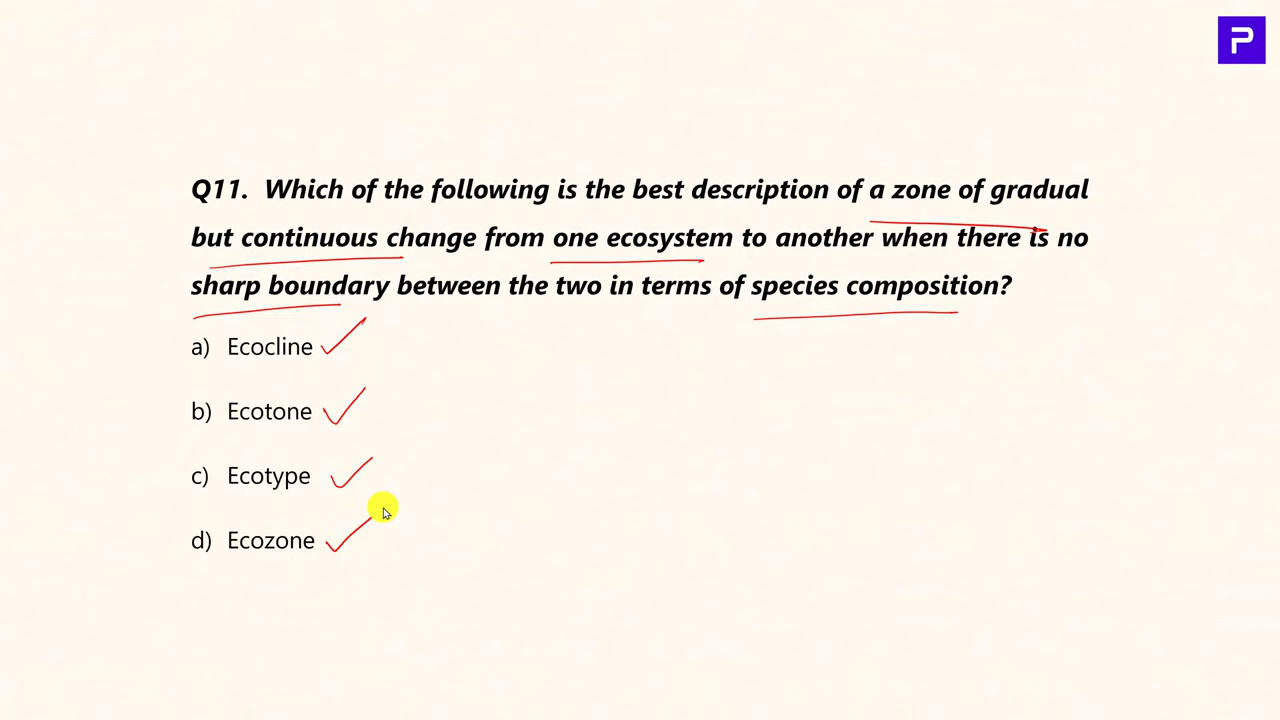 P
Q11. Which of the following is the best description of a zone of gradual
but continuous change from one ecosystem to another when there is no
sharp boundary between the two in terms of species composition?
a) Ecocline
b) Ecotone
c) Ecotype
d) Ecozone